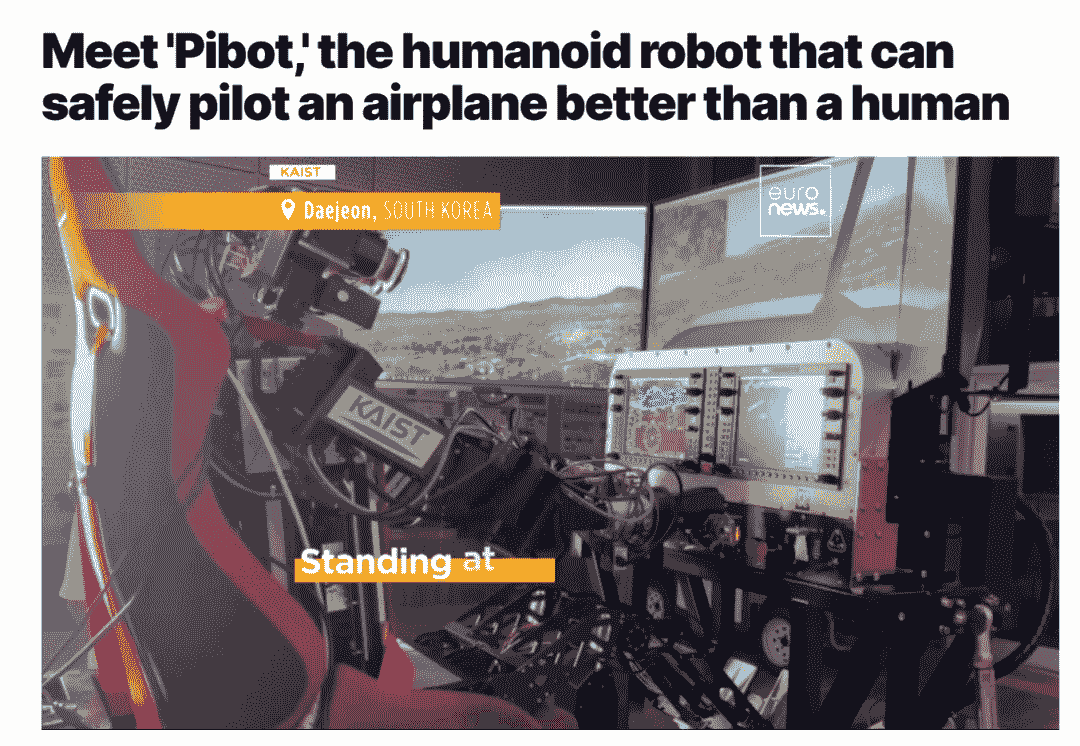 Meet 'Pibot,' the humanoid robot that can
safely pilot an airplane better than a human
KAIST
Daejeon, SOUTH KOREA
euro
news.
KAIST
Standing at